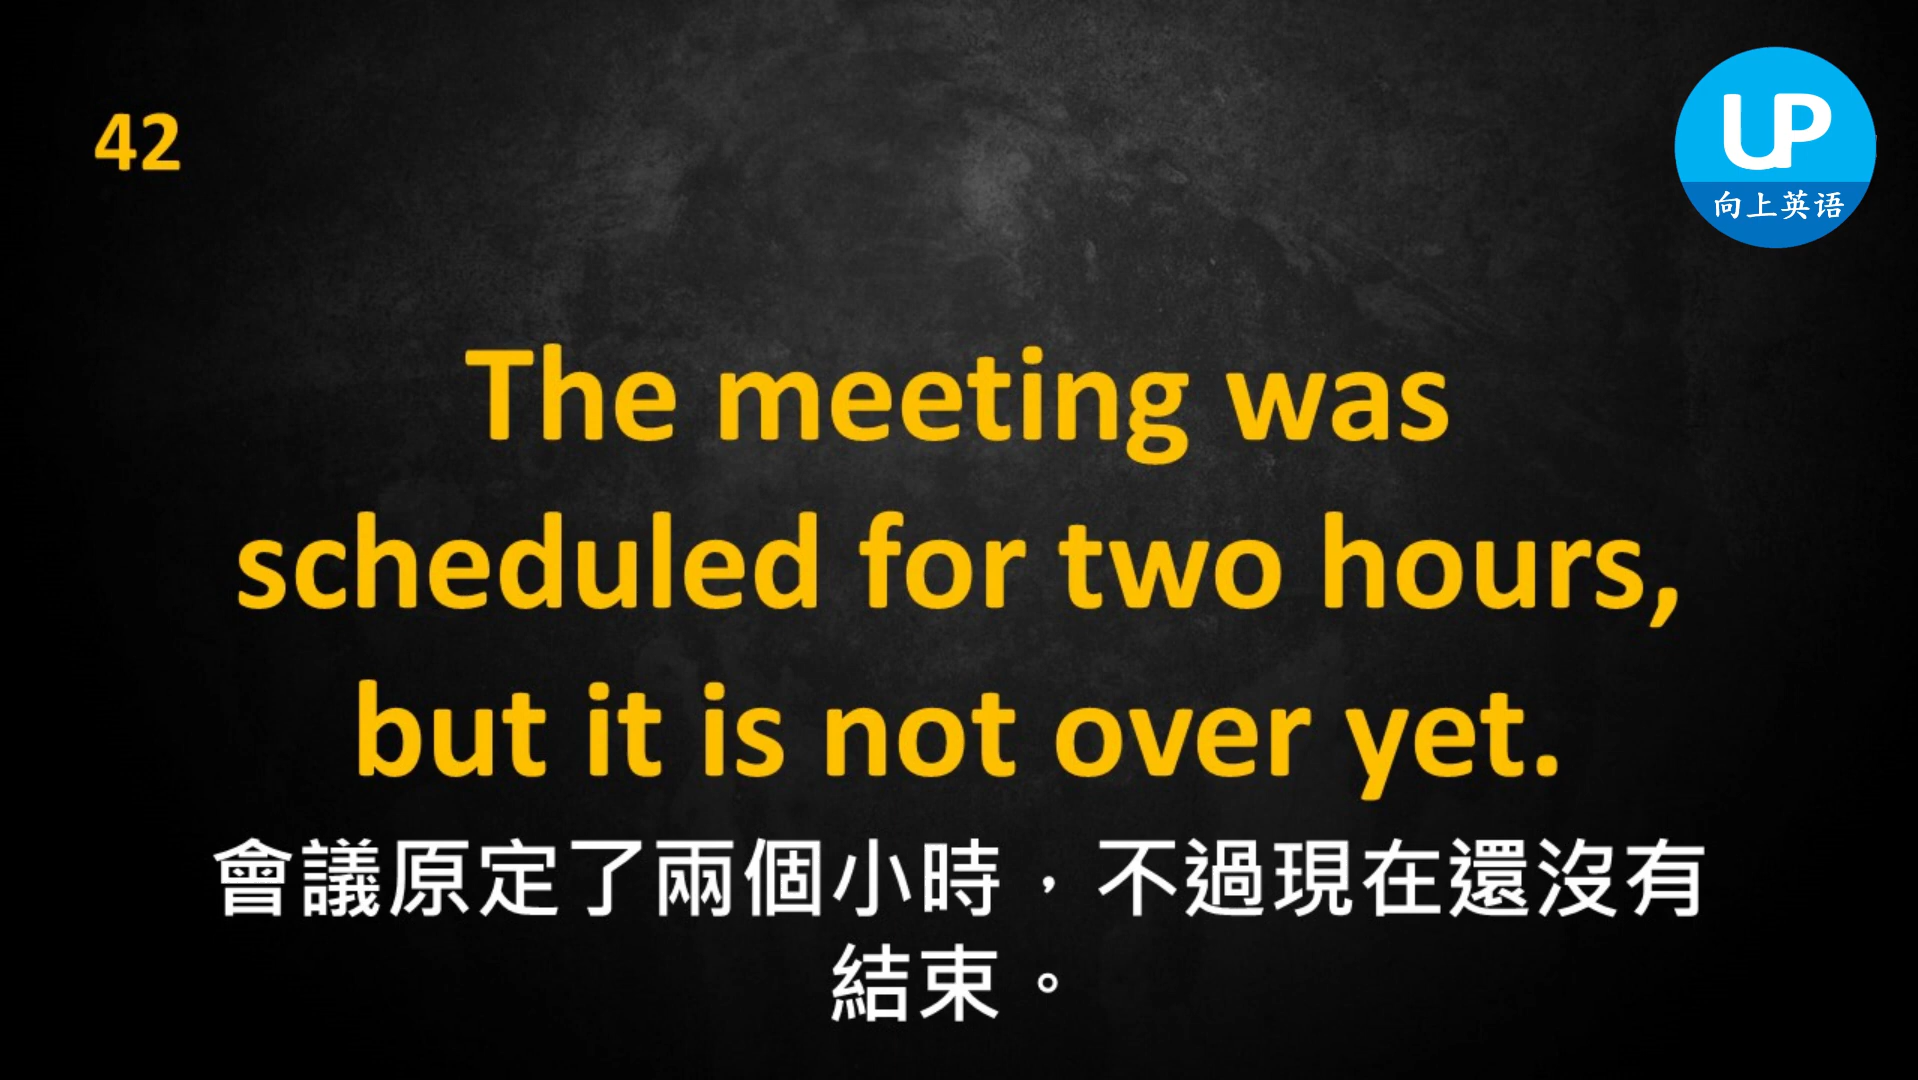 42
UP
向上英语
The meeting was
scheduled for two hours,
but it is not over yet.
會議原定了兩個小時，不過現在還沒有
結束。